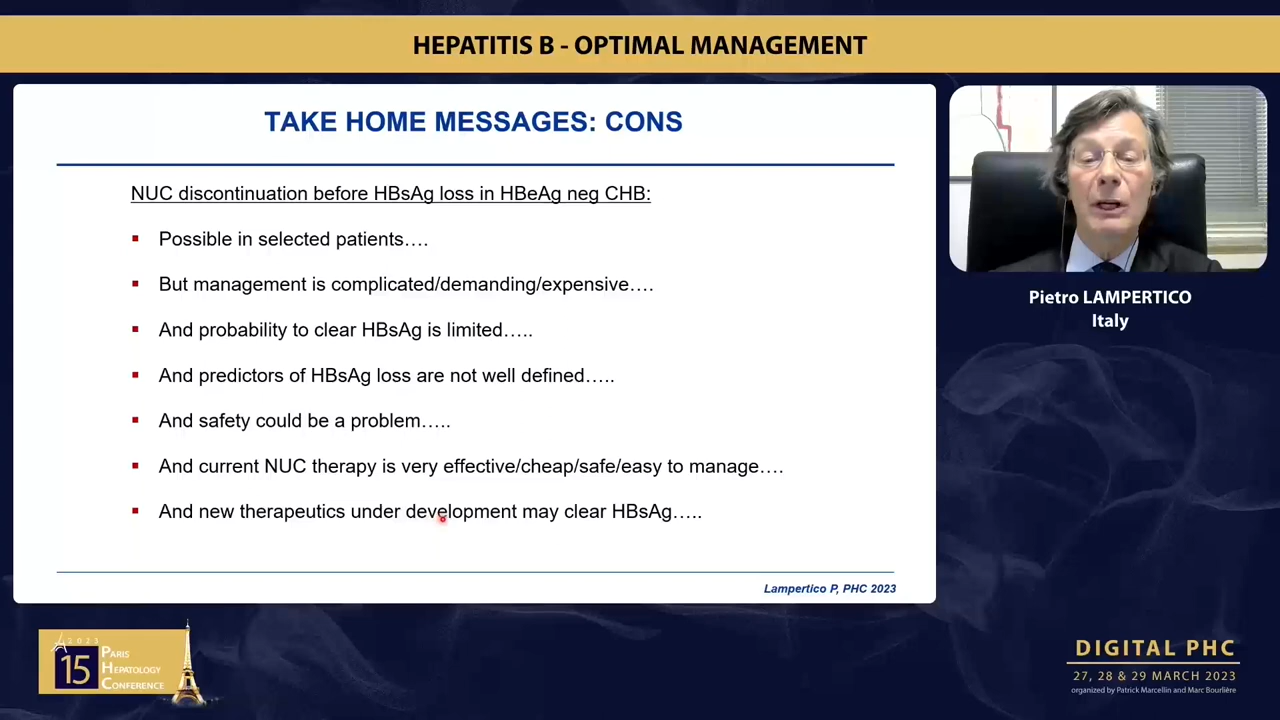 HEPATITIS B - OPTIMAL MANAGEMENT
TAKE HOME MESSAGES: CONS
NUC discontinuation before HBsAg loss in HBeAg neg CHB:
Possible in selected patients….
But management is complicated/demanding/expensive….
And probability to clear HBsAg is limited…..
And predictors of HBsAg loss are not well defined…..
And safety could be a problem…..
And current NUC therapy is very effective/cheap/safe/easy to manage….
And new therapeutics under development may clear HBsAg…..
Lampertico P, PHC 2023
Pietro LAMPERTICO
Italy
2023
15
PARIS
HEPATOLOGY
CONFERENCE
DIGITAL PHC
27, 28 & 29 MARCH 2023
organized by Patrick Marcellin and Marc Bourlière